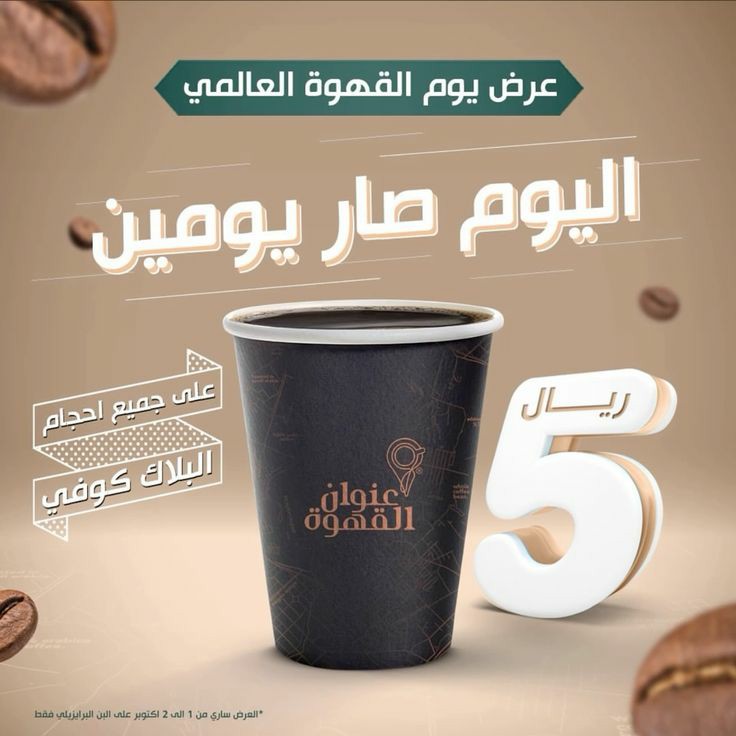 عرض يوم القهوة العالمي
اليوم صار يومين
على جميع احجام
البلاك كوفي
5 ريال
عنوان
القهوة
*العرض ساري من 1 الى 2 اكتوبر على البن البرازيلي فقط